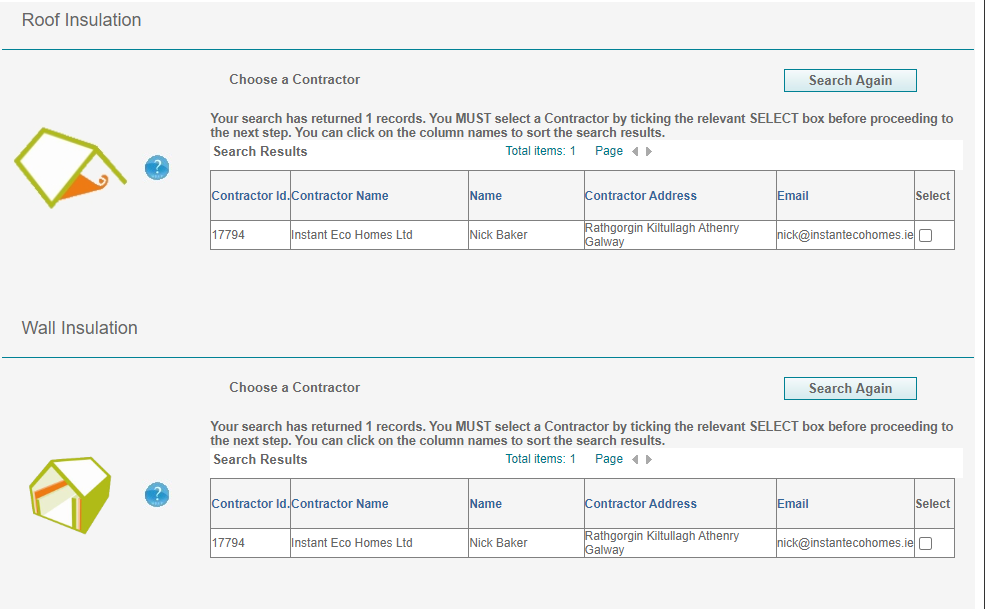 Roof Insulation
Choose a Contractor
Search Again
Your search has returned 1 records. You MUST select a Contractor by ticking the relevant SELECT box before proceeding to
the next step. You can click on the column names to sort the search results.
Search Results Total items: 1 Page
Contractor Id. Contractor Name Name Contractor Address Email Select
17794 Instant Eco Homes Ltd Nick Baker Rathgorgin Kiltullagh Athenry
Galway nick@instantecohomes.ie
Wall Insulation
Choose a Contractor
Search Again
Your search has returned 1 records. You MUST select a Contractor by ticking the relevant SELECT box before proceeding to
the next step. You can click on the column names to sort the search results.
Search Results Total items: 1 Page
Contractor Id. Contractor Name Name Contractor Address Email Select
17794 Instant Eco Homes Ltd Nick Baker Rathgorgin Kiltullagh Athenry
Galway nick@instantecohomes.ie